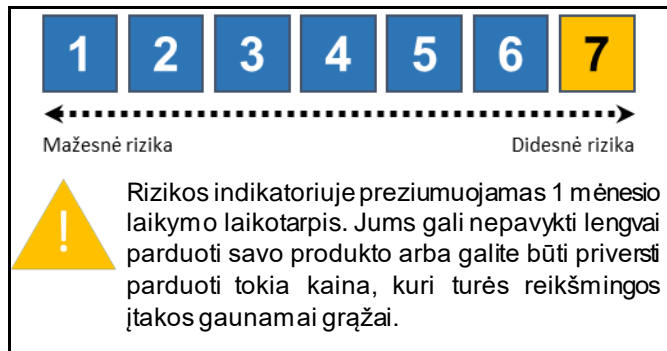 1 2 3 4 5 6 7
Mažesnė rizika Didesnė rizika
!
Rizikos indikatoriuje preziumuojamas 1 mėnesio
laikymo laikotarpis. Jums gali nepavykti lengvai
parduoti savo produkto arba galite būti priversti
parduoti tokia kaina, kuri turės reikšmingos
įtakos gaunamai grąžai.